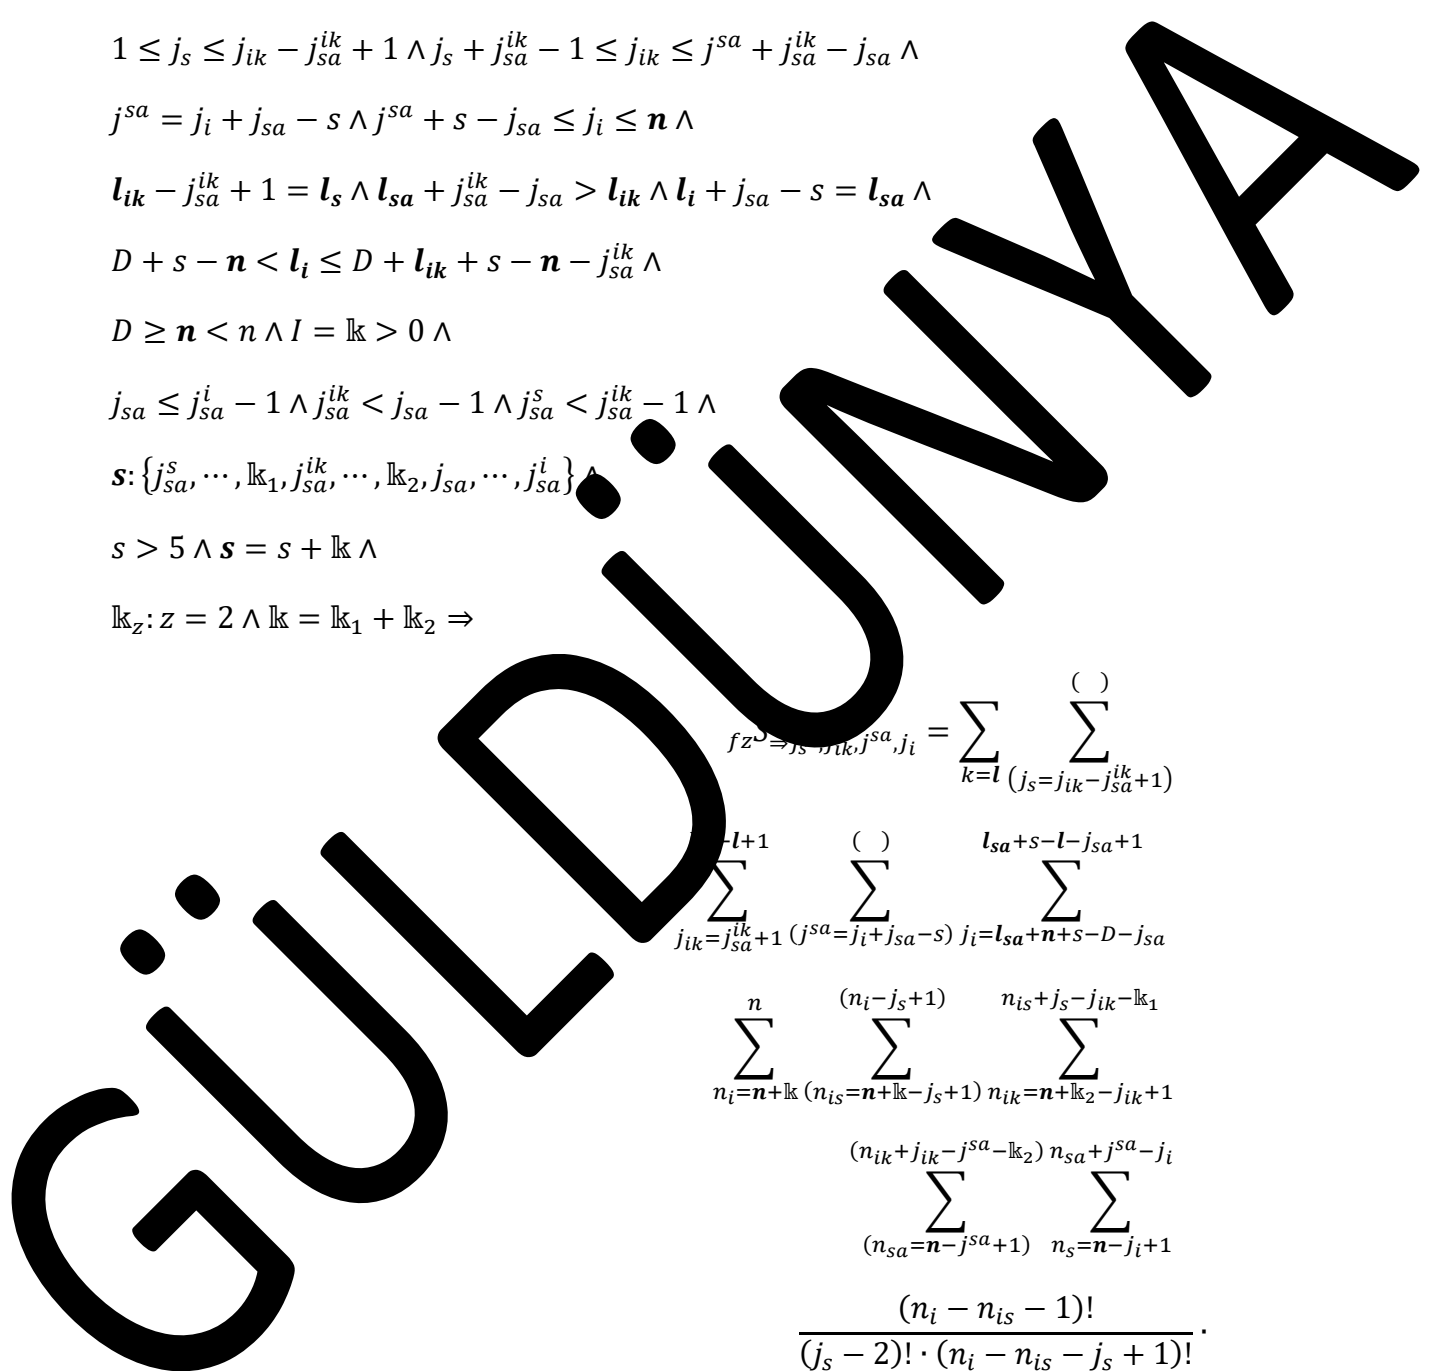 1 ≤ j_s ≤ j_{ik} − j_{sa}^{ik} + 1 ∧ j_s + j_{sa}^{ik} − 1 ≤ j_{ik} ≤ j^{sa} + j_{sa}^{ik} − j_{sa} ∧
j^{sa} = j_i + j_{sa} − s ∧ j^{sa} + s − j_{sa} ≤ j_i ≤ n ∧
l_{ik} − j_{sa}^{ik} + 1 = l_s ∧ l_{sa} + j_{sa}^{ik} − j_{sa} > l_{ik} ∧ l_i + j_{sa} − s = l_{sa} ∧
D + s − n < l_i ≤ D + l_{ik} + s − n − j_{sa}^{ik} ∧
D ≥ n < n ∧ I = 𝕜 > 0 ∧
j_{sa} ≤ j_{sa}^{i} − 1 ∧ j_{sa}^{ik} < j_{sa} − 1 ∧ j_{sa}^{s} < j_{sa}^{ik} − 1 ∧
s: {j_{sa}^{s}, ⋯, 𝕜_1, j_{sa}^{ik}, ⋯, 𝕜_2, j_{sa}, ⋯, j_{sa}^{i}} ∧
s > 5 ∧ s = s + 𝕜 ∧
𝕜_z: z = 2 ∧ 𝕜 = 𝕜_1 + 𝕜_2 ⇒
_{fz}S_{⇒j_s,j_{ik},j^{sa},j_i} = ∑_{k=l} ∑_{(j_s=j_{ik}−j_{sa}^{ik}+1)}^{( )}
∑_{j_{ik}=j_{sa}^{ik}+1}^{−l+1} ∑_{(j^{sa}=j_i+j_{sa}−s)}^{( )} ∑_{j_i=l_{sa}+n+s−D−j_{sa}}^{l_{sa}+s−l−j_{sa}+1}
∑_{n_i=n+𝕜}^{n} ∑_{(n_{is}=n+𝕜−j_s+1)}^{(n_i−j_s+1)} ∑_{n_{ik}=n+𝕜_2−j_{ik}+1}^{n_{is}+j_s−j_{ik}−𝕜_1}
∑_{(n_{sa}=n−j^{sa}+1)}^{(n_{ik}+j_{ik}−j^{sa}−𝕜_2)} ∑_{n_s=n−j_i+1}^{n_{sa}+j^{sa}−j_i}
(n_i − n_{is} − 1)!
(j_s − 2)! · (n_i − n_{is} − j_s + 1)! ·
GÜLDÜNYA